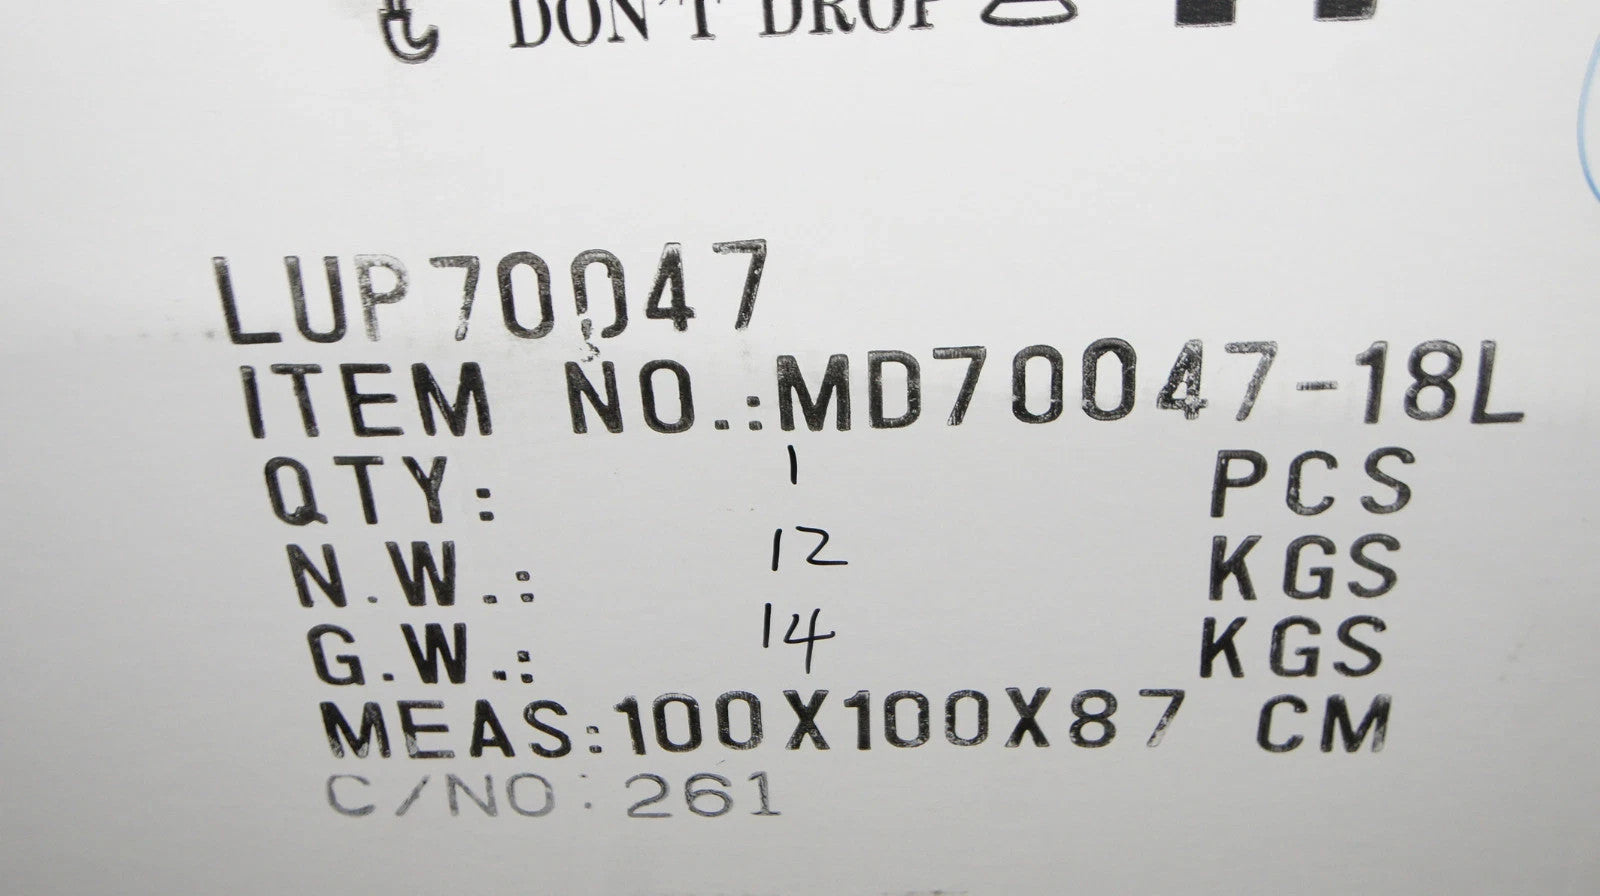 DON'T DROP
LUP70047
ITEM NO.:MD70047-18L
QTY: 1 PCS
N.W.: 12 KGS
G.W.: 14 KGS
MEAS:100X100X87 CM
C/NO:261